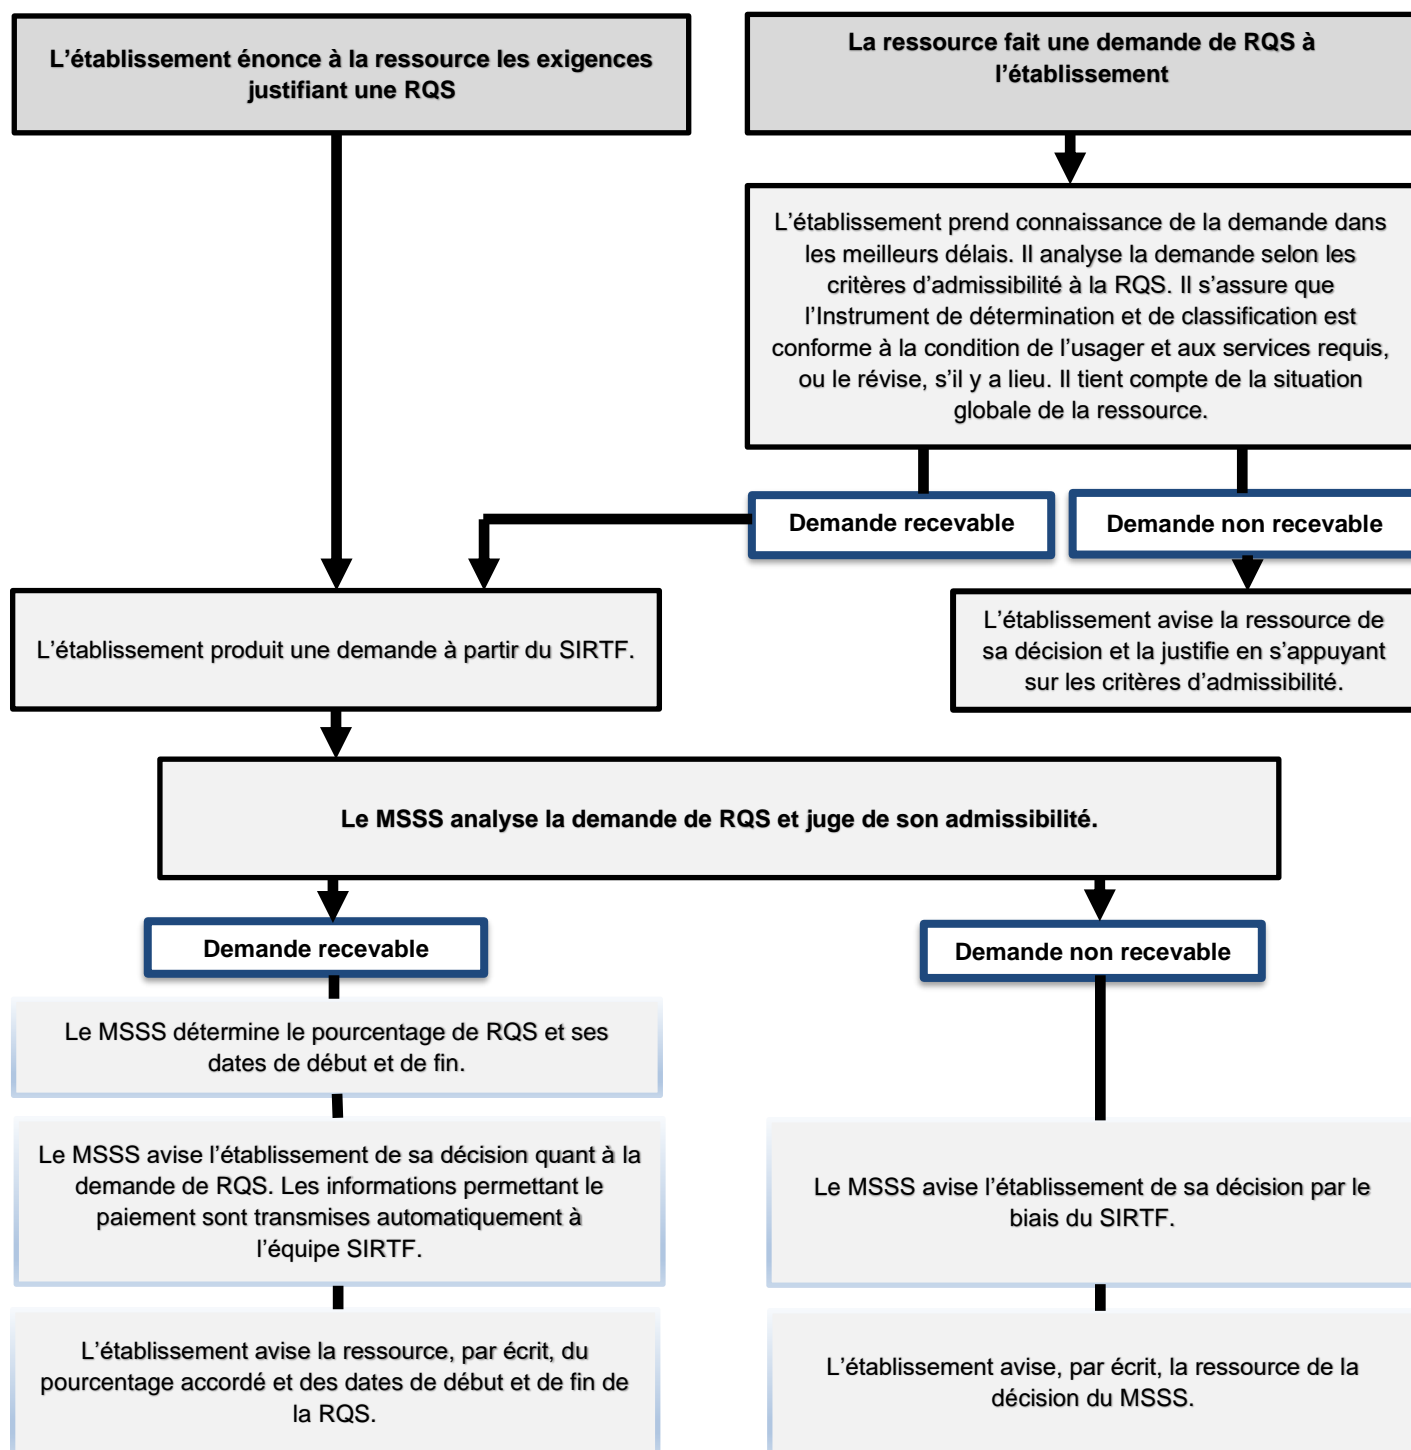 L’établissement énonce à la ressource les exigences
justifiant une RQS
La ressource fait une demande de RQS à
l’établissement
L’établissement prend connaissance de la demande dans
les meilleurs délais. Il analyse la demande selon les
critères d’admissibilité à la RQS. Il s’assure que
l’Instrument de détermination et de classification est
conforme à la condition de l’usager et aux services requis,
ou le révise, s’il y a lieu. Il tient compte de la situation
globale de la ressource.
Demande recevable
Demande non recevable
L’établissement produit une demande à partir du SIRTF.
L’établissement avise la ressource de
sa décision et la justifie en s’appuyant
sur les critères d’admissibilité.
Le MSSS analyse la demande de RQS et juge de son admissibilité.
Demande recevable
Demande non recevable
Le MSSS détermine le pourcentage de RQS et ses
dates de début et de fin.
Le MSSS avise l’établissement de sa décision quant à la
demande de RQS. Les informations permettant le
paiement sont transmises automatiquement à
l’équipe SIRTF.
Le MSSS avise l’établissement de sa décision par le
biais du SIRTF.
L’établissement avise la ressource, par écrit, du
pourcentage accordé et des dates de début et de fin de
la RQS.
L’établissement avise, par écrit, la ressource de la
décision du MSSS.